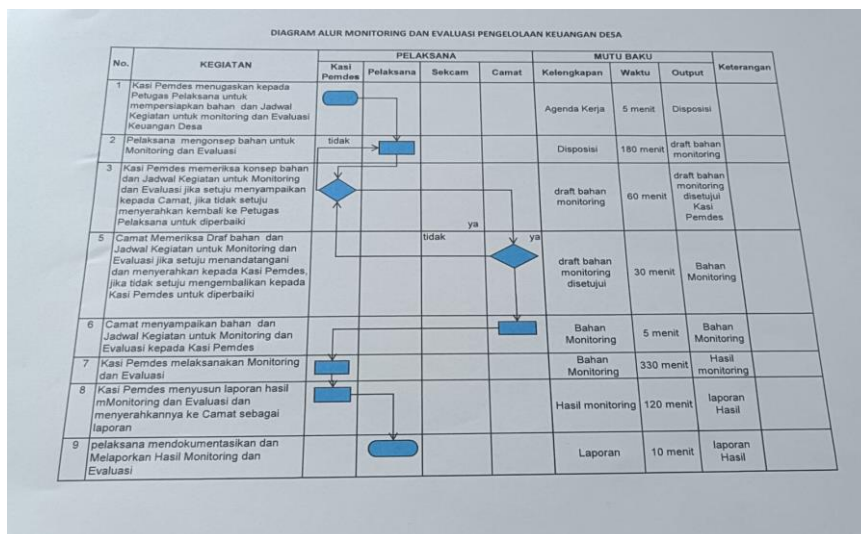 DIAGRAM ALUR MONITORING DAN EVALUASI PENGELOLAAN KEUANGAN DESA
No.
KEGIATAN
PELAKSANA
MUTU BAKU
Keterangan
Kasi
Pemdes
Pelaksana
Sekcam
Camat
Kelengkapan
Waktu
Output
1
Kasi Pemdes menugaskan kepada
Petugas Pelaksana untuk
mempersiapkan bahan dan Jadwal
Kegiatan untuk monitoring dan Evaluasi
Keuangan Desa
Agenda Kerja
5 menit
Disposisi
2
Pelaksana mengonsep bahan untuk
Monitoring dan Evaluasi
tidak
Disposisi
180 menit
draft bahan
monitoring
3
Kasi Pemdes memeriksa konsep bahan
dan Jadwal Kegiatan untuk Monitoring
dan Evaluasi jika setuju menyampaikan
kepada Camat, jika tidak setuju
menyerahkan kembali ke Petugas
Pelaksana untuk diperbaiki
ya
draft bahan
monitoring
60 menit
draft bahan
monitoring
disetujui
Kasi
Pemdes
5
Camat Memeriksa Draf bahan dan
Jadwal Kegiatan untuk Monitoring dan
Evaluasi jika setuju menandatangani
dan menyerahkan kepada Kasi Pemdes,
jika tidak setuju mengembalikan kepada
Kasi Pemdes untuk diperbaiki
tidak
ya
draft bahan
monitoring
disetujui
30 menit
Bahan
Monitoring
6
Camat menyampaikan bahan dan
Jadwal Kegiatan untuk Monitoring dan
Evaluasi kepada Kasi Pemdes
Bahan
Monitoring
5 menit
Bahan
Monitoring
7
Kasi Pemdes melaksanakan Monitoring
dan Evaluasi
Bahan
Monitoring
330 menit
Hasil
monitoring
8
Kasi Pemdes menyusun laporan hasil
mMonitoring dan Evaluasi dan
menyerahkannya ke Camat sebagai
laporan
Hasil monitoring
120 menit
laporan
Hasil
9
pelaksana mendokumentasikan dan
Melaporkan Hasil Monitoring dan
Evaluasi
Laporan
10 menit
laporan
Hasil